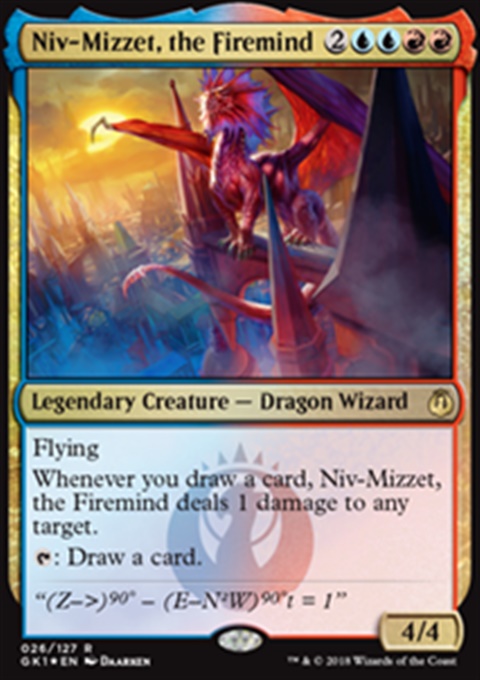 Niv-Mizzet, the Firemind 2
Legendary Creature — Dragon Wizard
Flying
Whenever you draw a card, Niv-Mizzet,
the Firemind deals 1 damage to any
target.
: Draw a card.
“(Z–>)90° – (E–N²W)90°t = 1”
4/4
026/127 R
GK1★EN DAARKEN
™ & © 2018 Wizards of the Coast